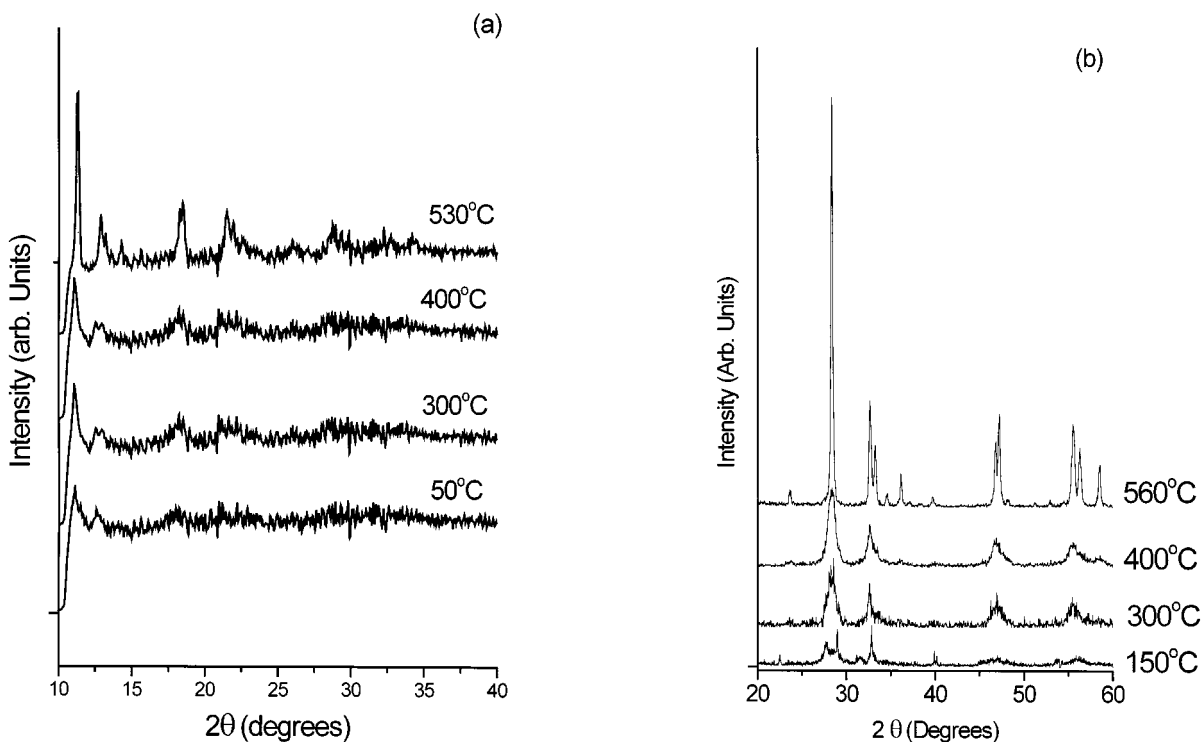 (a)
Intensity (arb. Units)
530°C
400°C
300°C
50°C
10 15 20 25 30 35 40
2θ (degrees)
(b)
Intensity (Arb. Units)
560°C
400°C
300°C
150°C
20 30 40 50 60
2 θ (Degrees)